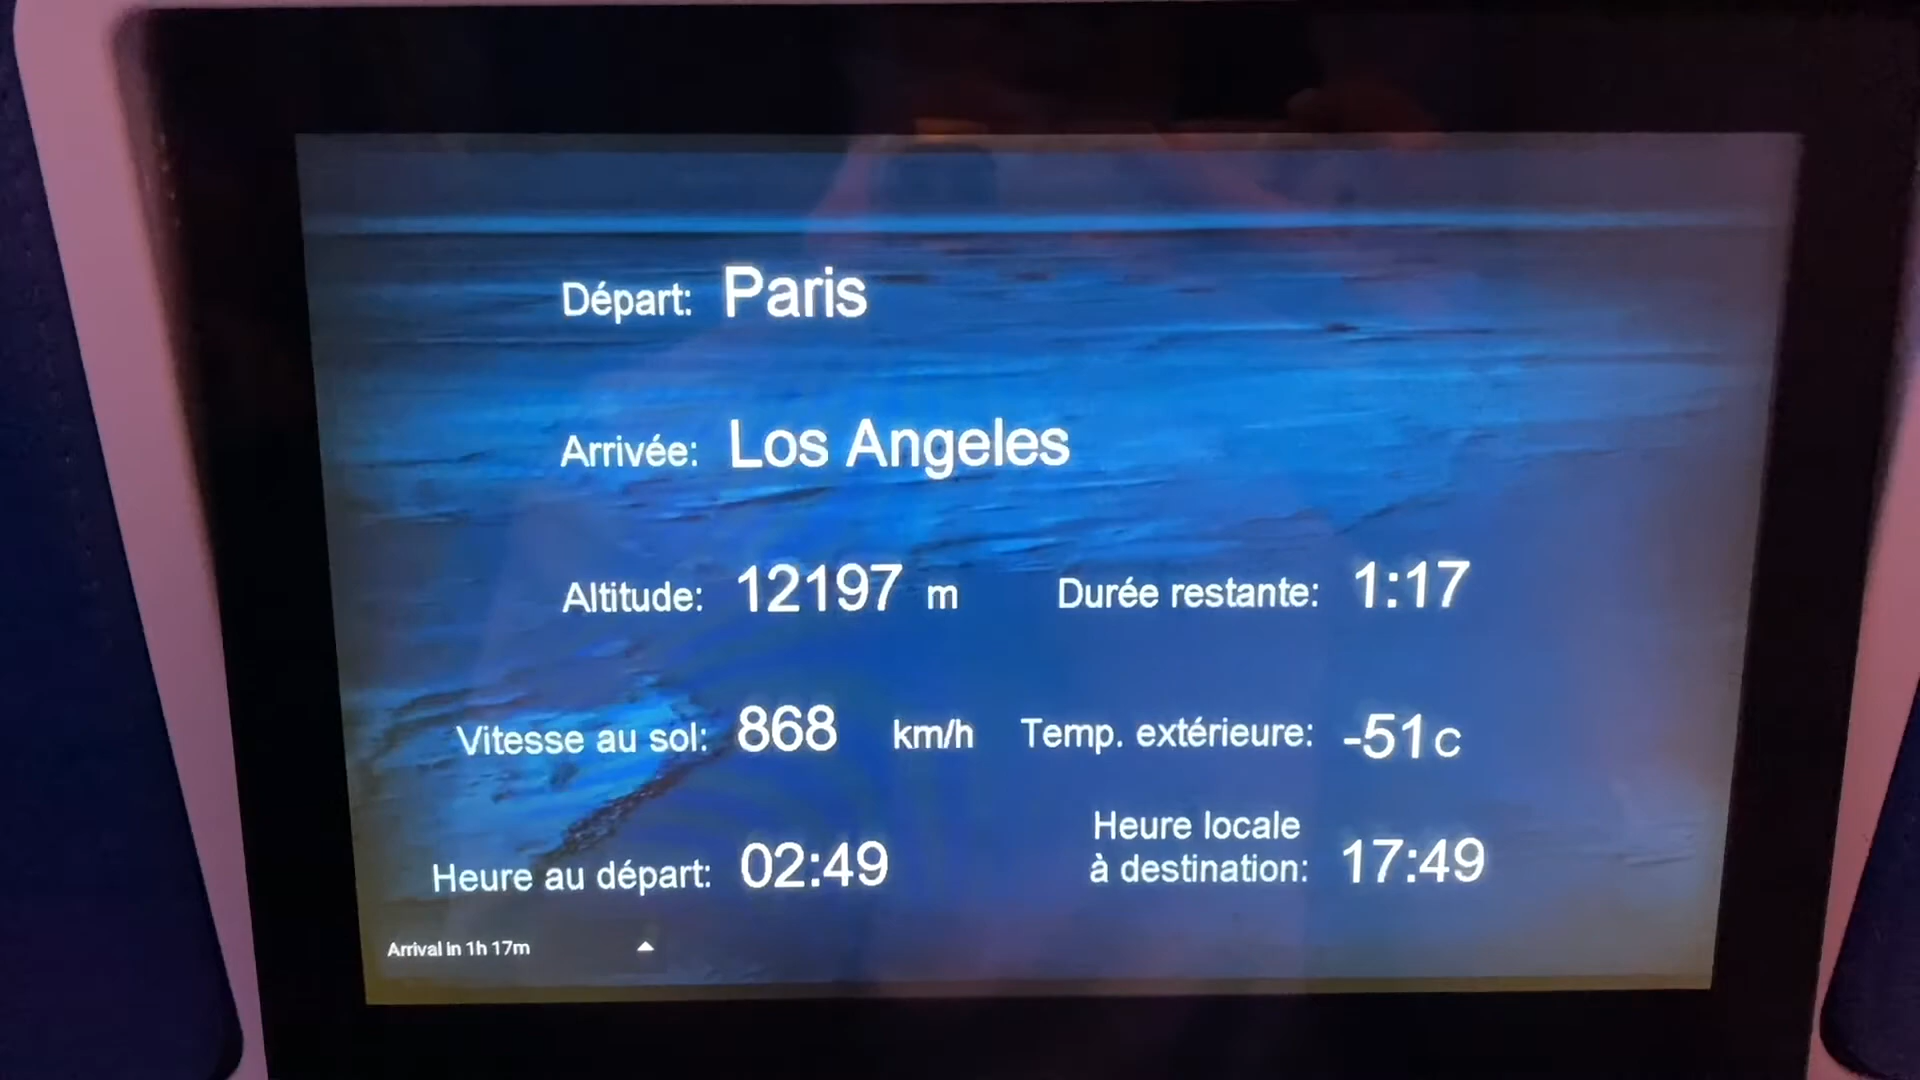 Départ: Paris
Arrivée: Los Angeles
Altitude: 12197 m Durée restante: 1:17
Vitesse au sol: 868 km/h Temp. extérieure: -51c
Heure au départ: 02:49
Heure locale
à destination: 17:49
Arrival in 1h 17m